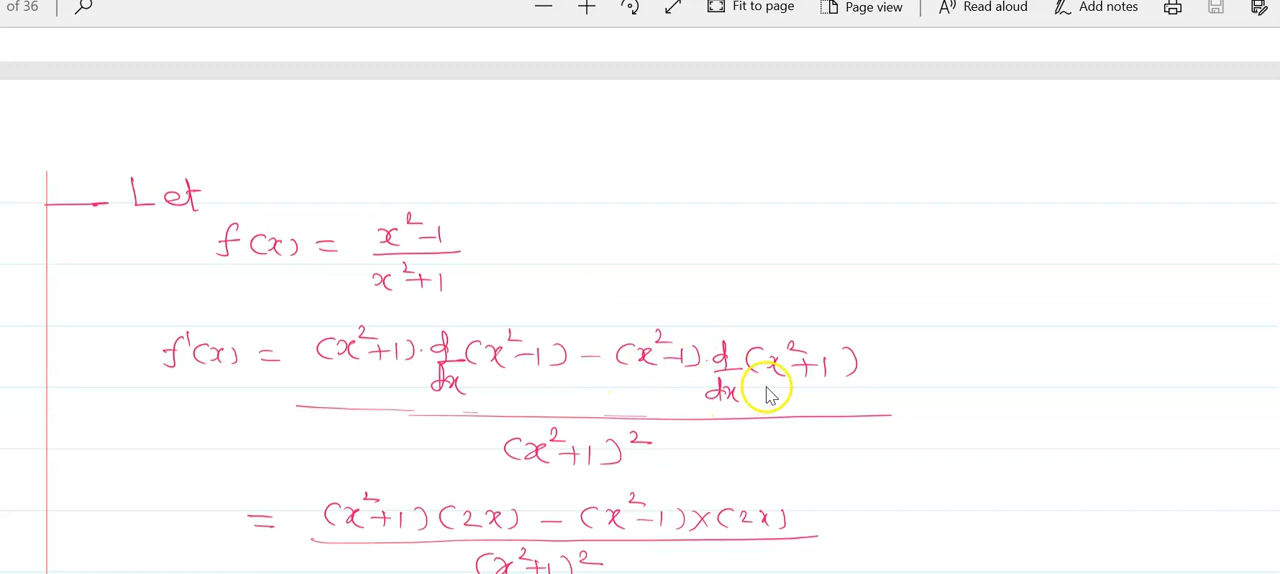 of 36 Fit to page Page view Read aloud Add notes
Let
f(x) = (x²-1)/(x²+1)
f'(x) = ((x²+1)·d/dx(x²-1) - (x²-1)·d/dx(x²+1))/(x²+1)²
= ((x²+1)(2x) - (x²-1)×(2x))/(x²+1)²